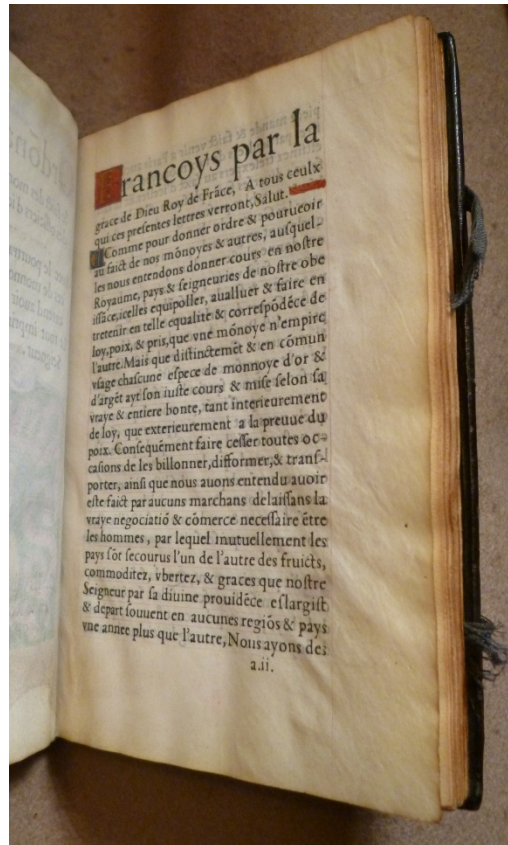 Francoys par la
grace de Dieu Roy de Frãce, A tous ceulx
qui ces presentes lettres verront, Salut.
Comme pour donner ordre & pourueoir
au faict de nos mõnoyes & autres, ausquel-
les nous entendons donner cours en nostre
Royaume, pays & seigneuries de nostre obe
issãce, icelles equipoller, aualluer & faire en
tretenir en telle equalite & correspõdẽce de
loy, poix, & pris, que vne mõnoye n'empire
l'autre. Mais que distinctemẽt & en cõmun
vsage chascune espece de monnoye d'or &
d'argẽt ayt son iuste cours & mise selon sa
vraye & entiere bonte, tant interieurement
de loy, que exterieurement a la preuue du
poix. Consequẽment faire cesser toutes oc-
casions de les billonner, difformer, & transf-
porter, ainsi que nous auons entendu auoir
este faict par aucuns marchans delaissans la
vraye negociatiõ & cõmerce necessaire ẽtre
les hommes, par lequel mutuellement les
pays sõt secourus l'un de l'autre des fruicts,
commoditez, vbertez, & graces que nostre
Seigneur par sa diuine prouidẽce eslargist
& depart souuent en aucunes regiõs & pays
vne annee plus que l'autre, Nous ayons des
a.ii.